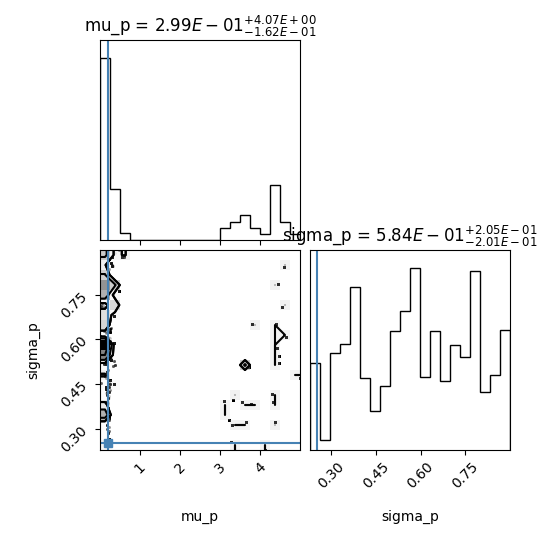 mu_p = 2.99E − 01+4.07E+00−1.62E−01
sigma_p = 5.84E − 01+2.05E−01−2.01E−01
0.75
0.60
0.45
0.30
sigma_p
1 2 3 4
0.30 0.45 0.60 0.75
mu_p
sigma_p